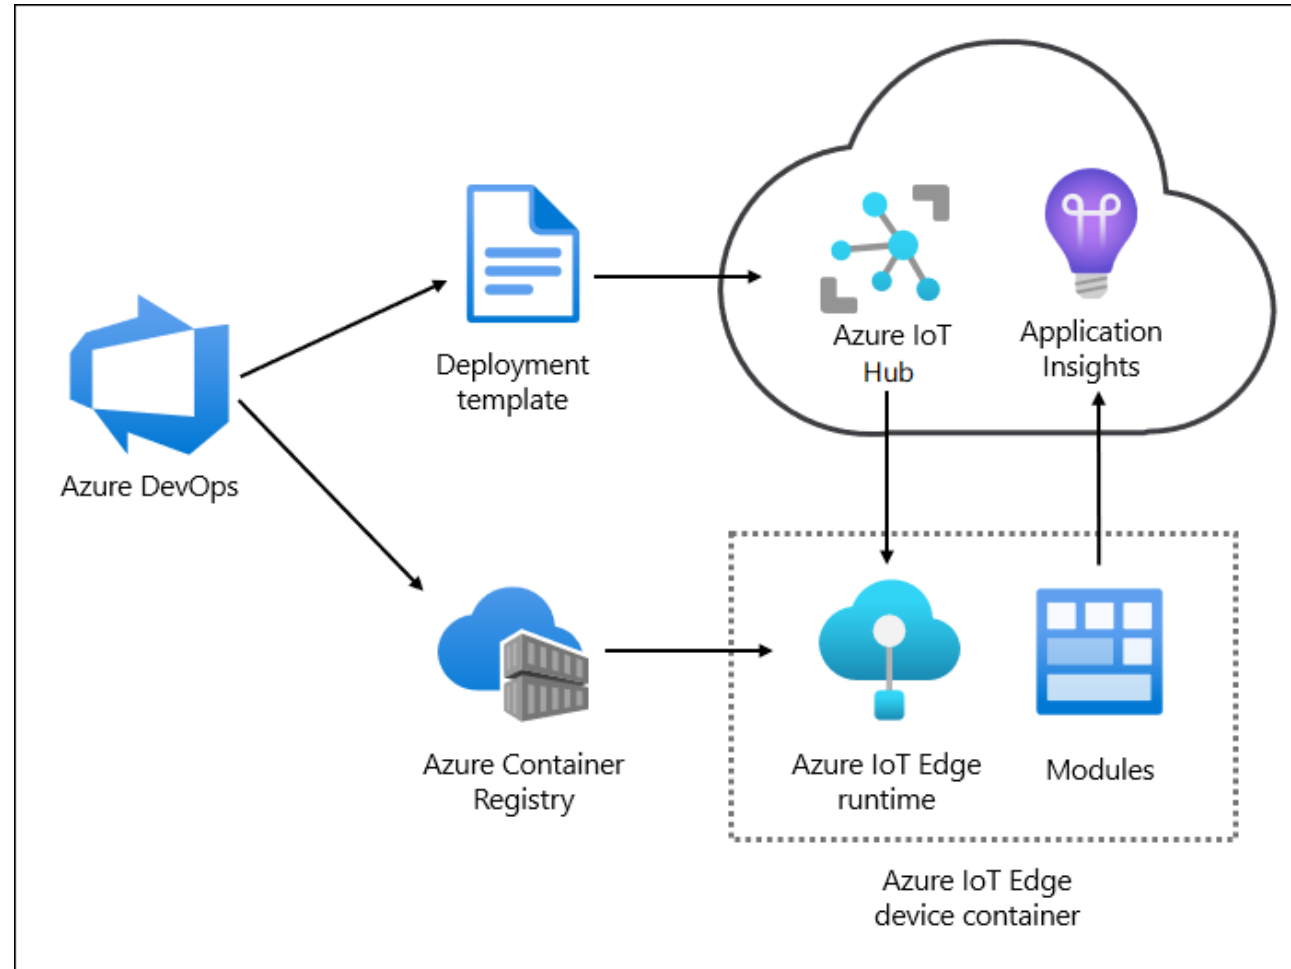 Azure DevOps
Deployment
template
Azure IoT
Hub
Application
Insights
Azure Container
Registry
Azure IoT Edge
runtime
Modules
Azure IoT Edge
device container